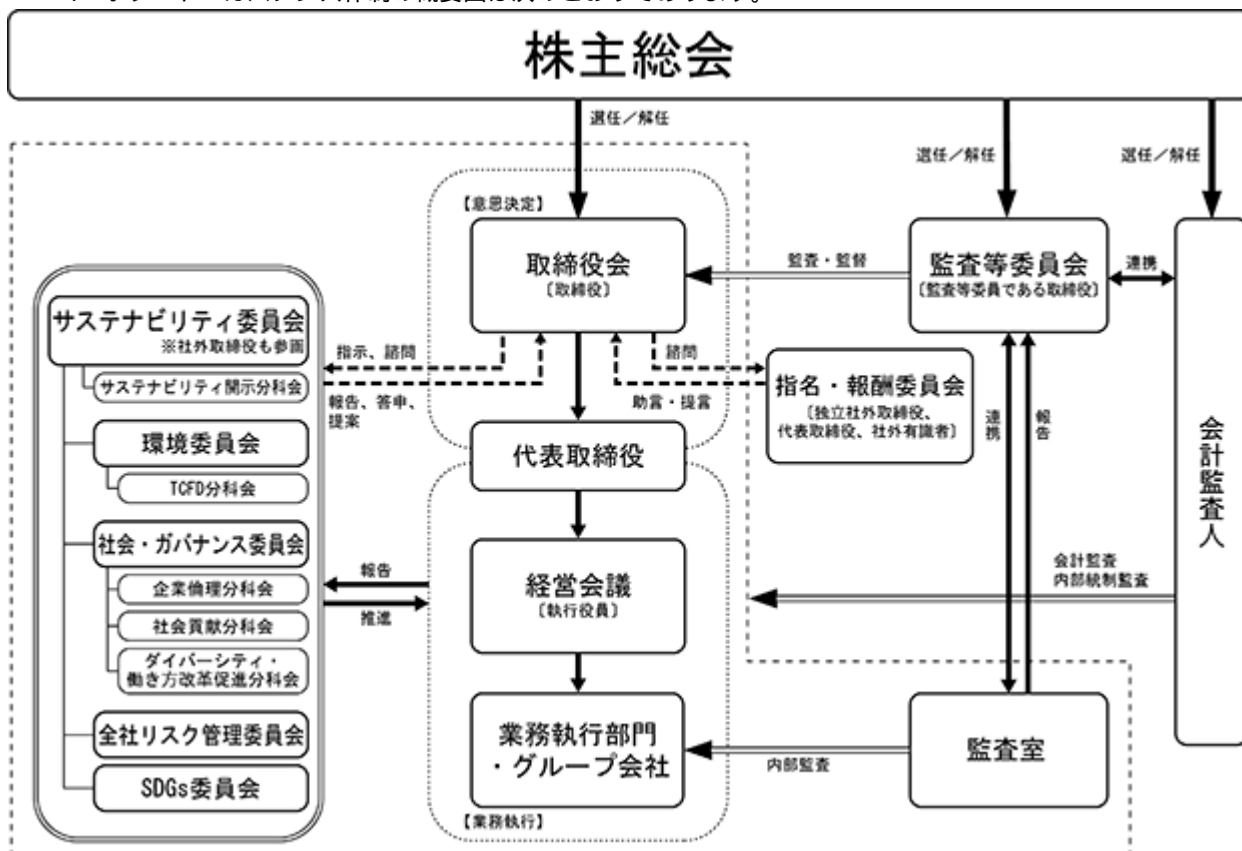 株主総会
選任／解任
選任／解任
選任／解任
【意思決定】
取締役会
〔取締役〕
監査・監督
監査等委員会
〔監査等委員である取締役〕
連携
会計監査人
サステナビリティ委員会
※社外取締役も参画
サステナビリティ開示分科会
環境委員会
TCFD分科会
社会・ガバナンス委員会
企業倫理分科会
社会貢献分科会
ダイバーシティ・
働き方改革促進分科会
全社リスク管理委員会
SDGs委員会
指示、諮問
報告、答申、
提案
諮問
助言・提言
指名・報酬委員会
〔独立社外取締役、
代表取締役、社外有識者〕
連携
報告
代表取締役
報告
推進
経営会議
〔執行役員〕
会計監査
内部統制監査
業務執行部門
・グループ会社
内部監査
監査室
【業務執行】